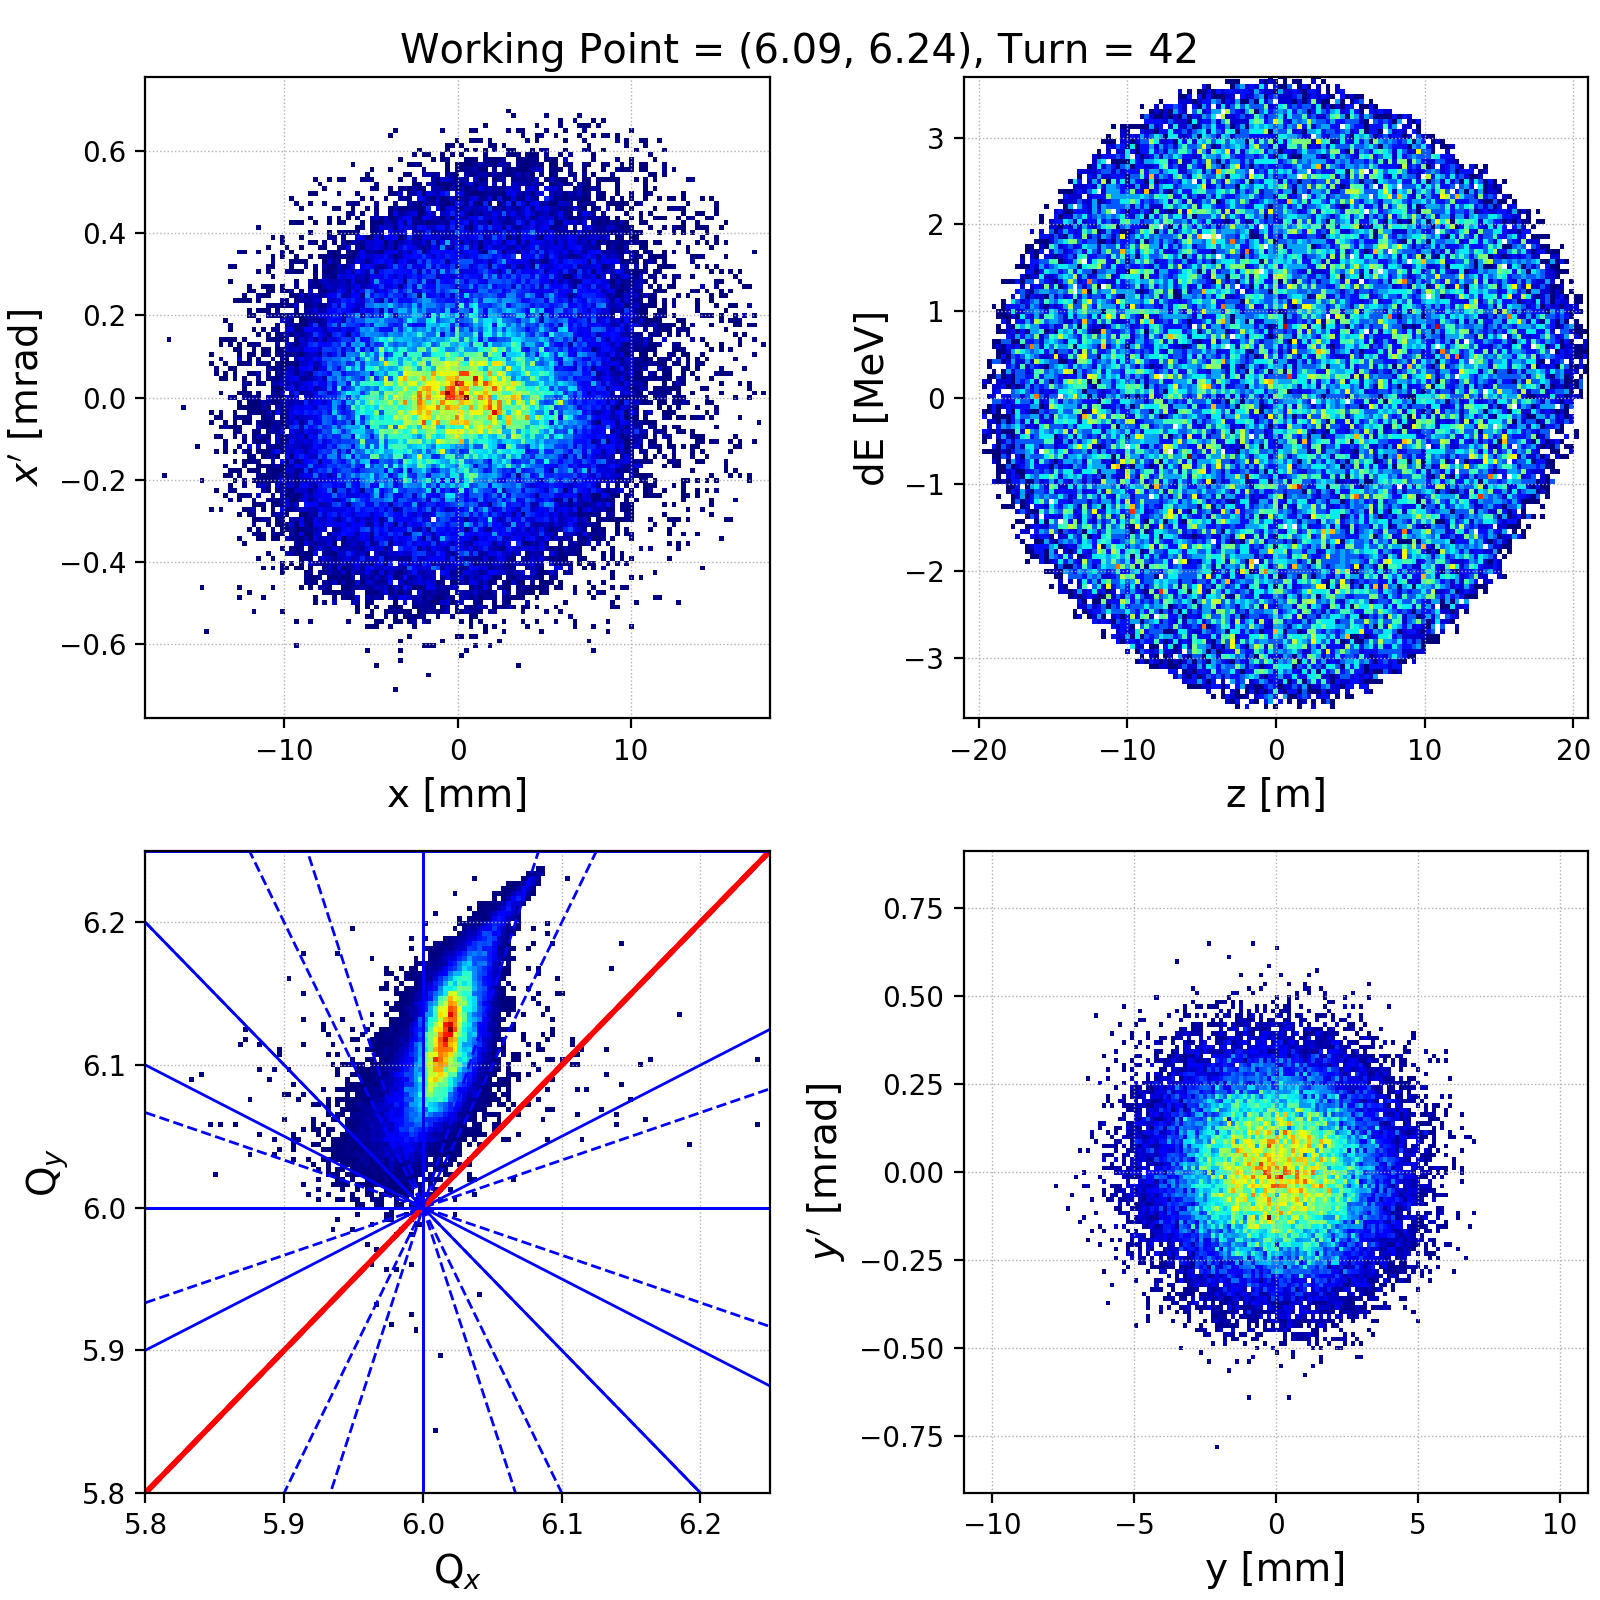 Working Point = (6.09, 6.24), Turn = 42
0.6
0.4
0.2
0.0
−0.2
−0.4
−0.6
x′ [mrad]
−10 0 10
x [mm]
3
2
1
0
−1
−2
−3
dE [MeV]
−20 −10 0 10 20
z [m]
6.2
6.1
6.0
5.9
5.8
Qy
5.8 5.9 6.0 6.1 6.2
Qx
0.75
0.50
0.25
0.00
−0.25
−0.50
−0.75
y′ [mrad]
−10 −5 0 5 10
y [mm]